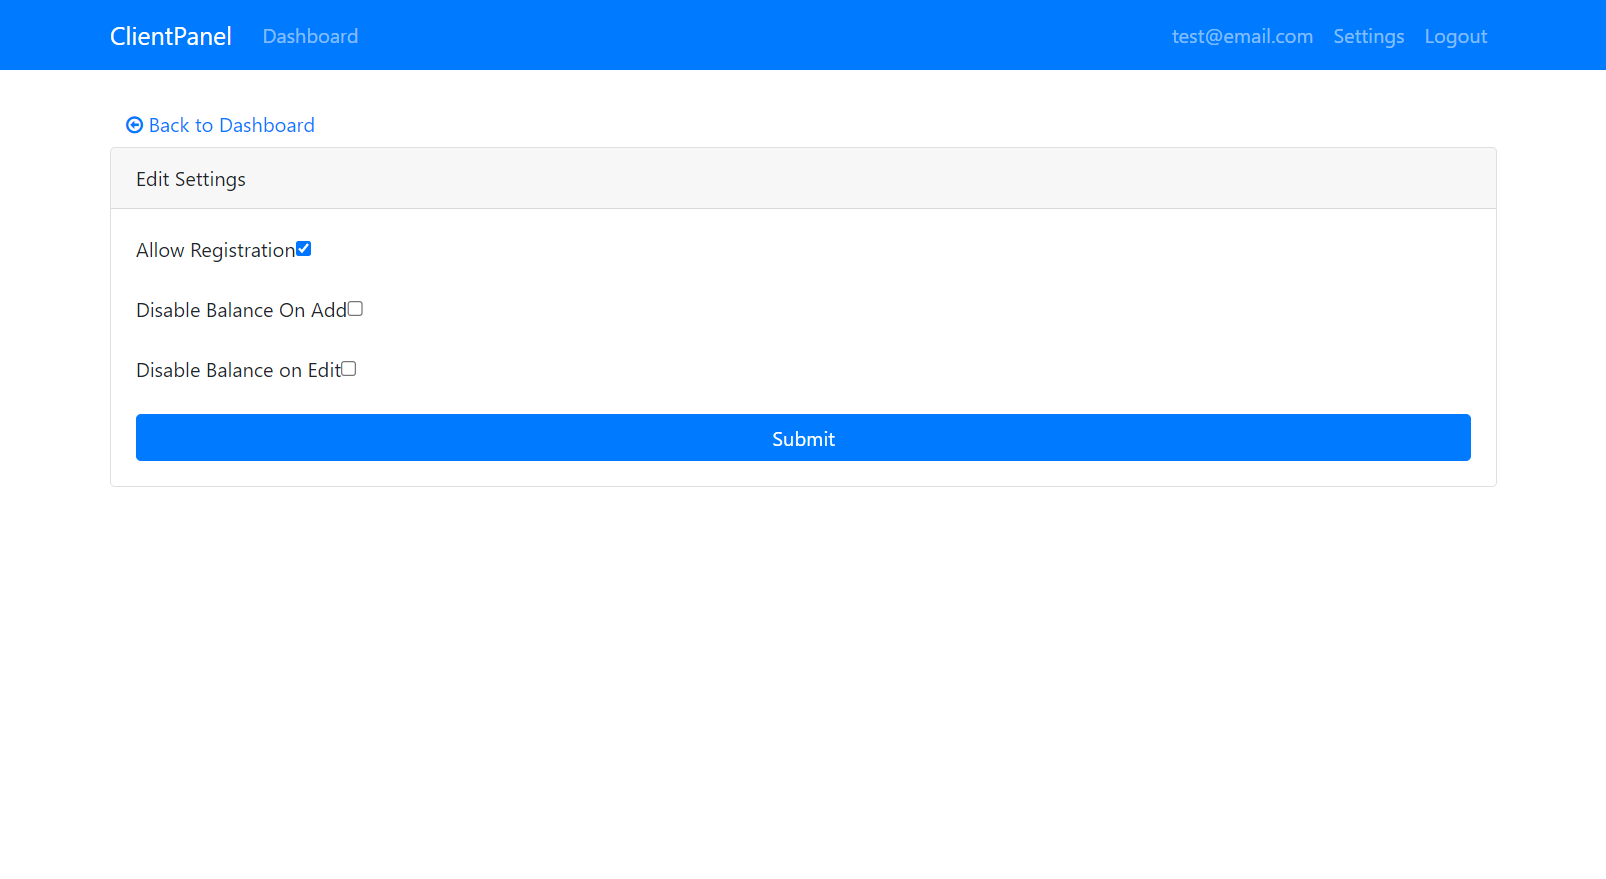 ClientPanel Dashboard test@email.com Settings Logout
Back to Dashboard
Edit Settings
Allow Registration
Disable Balance On Add
Disable Balance on Edit
Submit